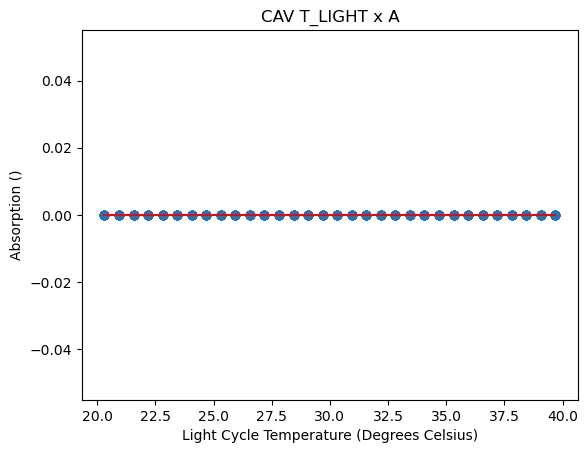 CAV T_LIGHT x A
Absorption ()
0.04
0.02
0.00
−0.02
−0.04
20.0 22.5 25.0 27.5 30.0 32.5 35.0 37.5 40.0
Light Cycle Temperature (Degrees Celsius)